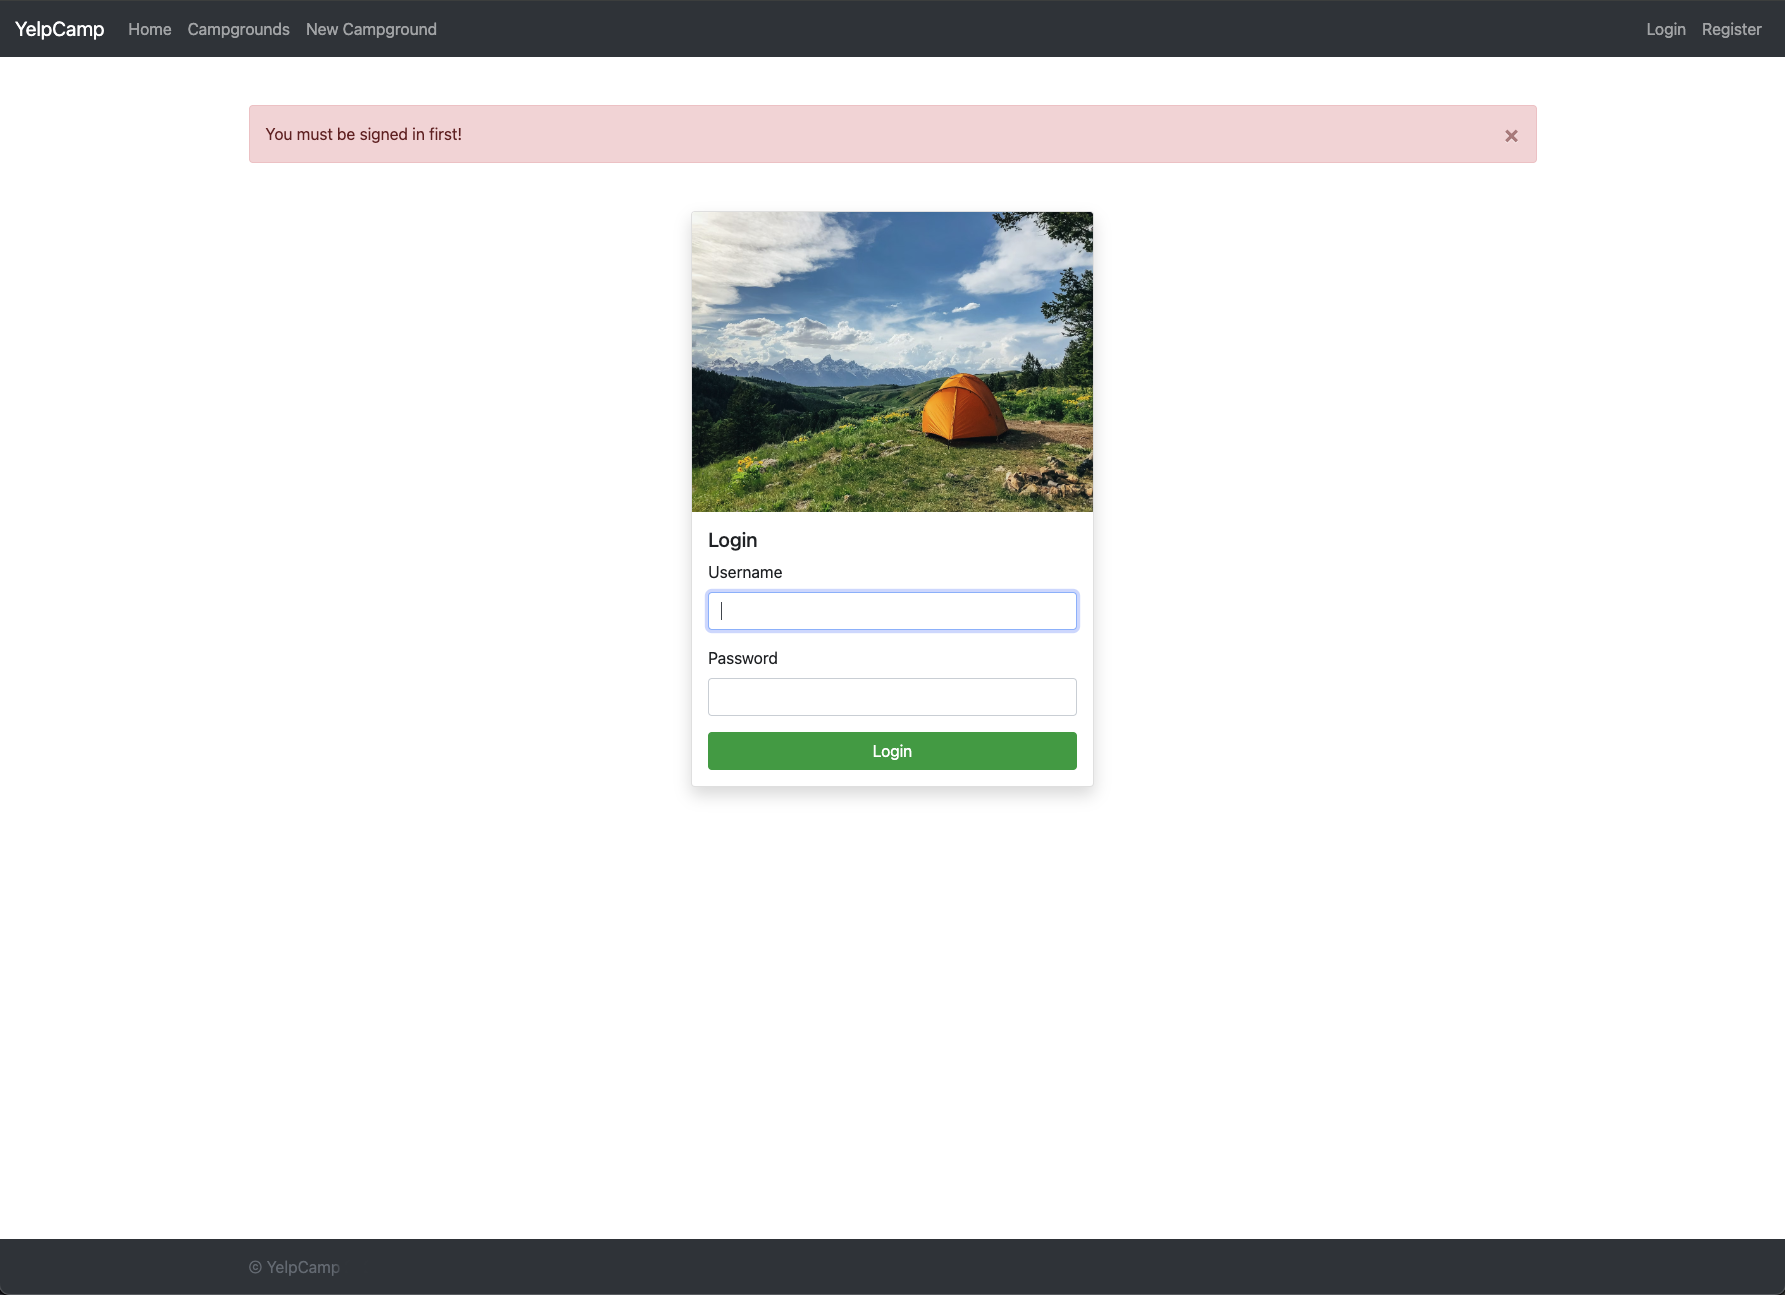 YelpCamp Home Campgrounds New Campground Login Register
You must be signed in first! ×
Login
Username
Password
Login
© YelpCamp